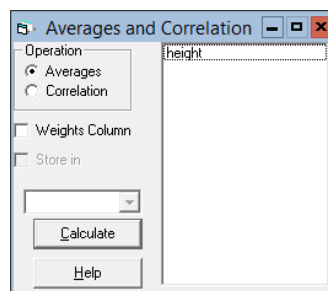 Averages and Correlation
Operation
Averages
Correlation
Weights Column
Store in
Calculate
Help
height